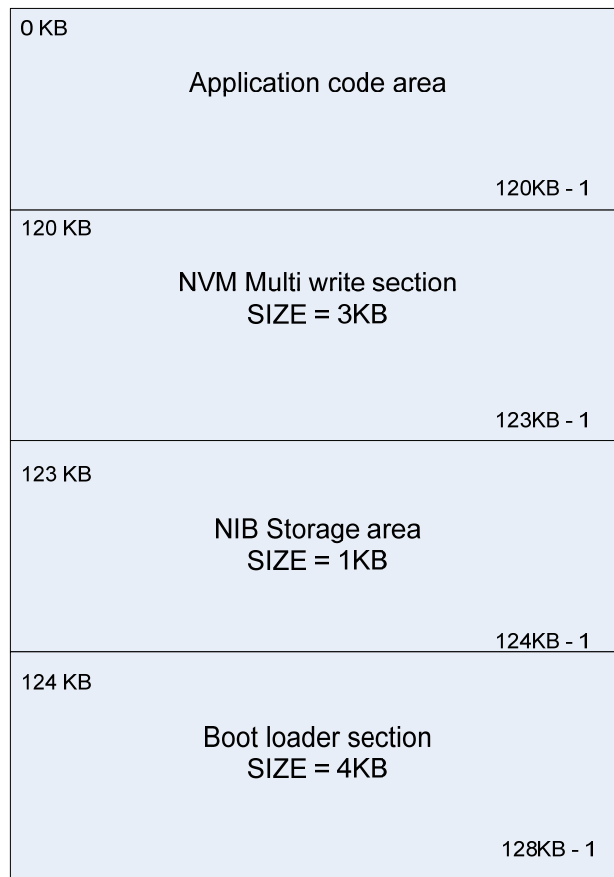 0 KB
Application code area
120KB - 1
120 KB
NVM Multi write section
SIZE = 3KB
123KB - 1
123 KB
NIB Storage area
SIZE = 1KB
124KB - 1
124 KB
Boot loader section
SIZE = 4KB
128KB - 1